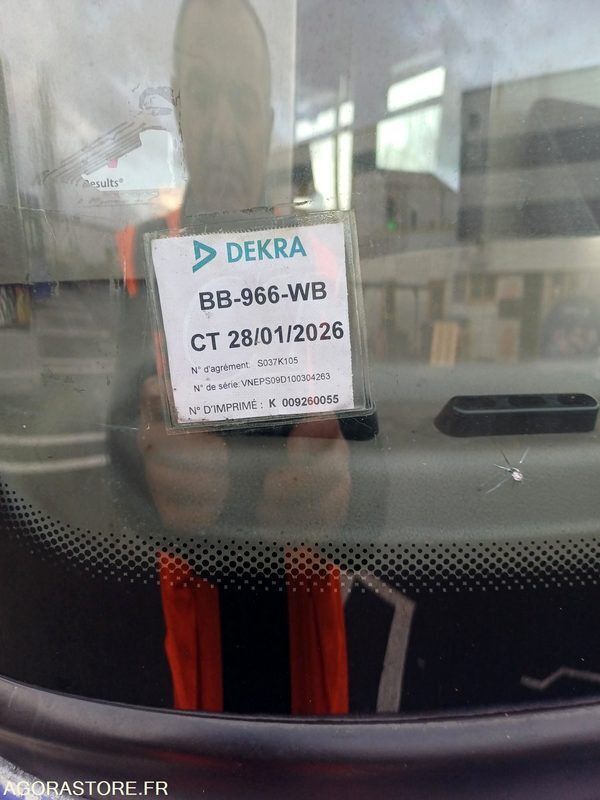 esults®
DEKRA
BB-966-WB
CT 28/01/2026
N° d'agrément: S037K105
N° de série: VNEPS09D100304263
N° D'IMPRIMÉ : K 009260055
AGORASTORE.FR